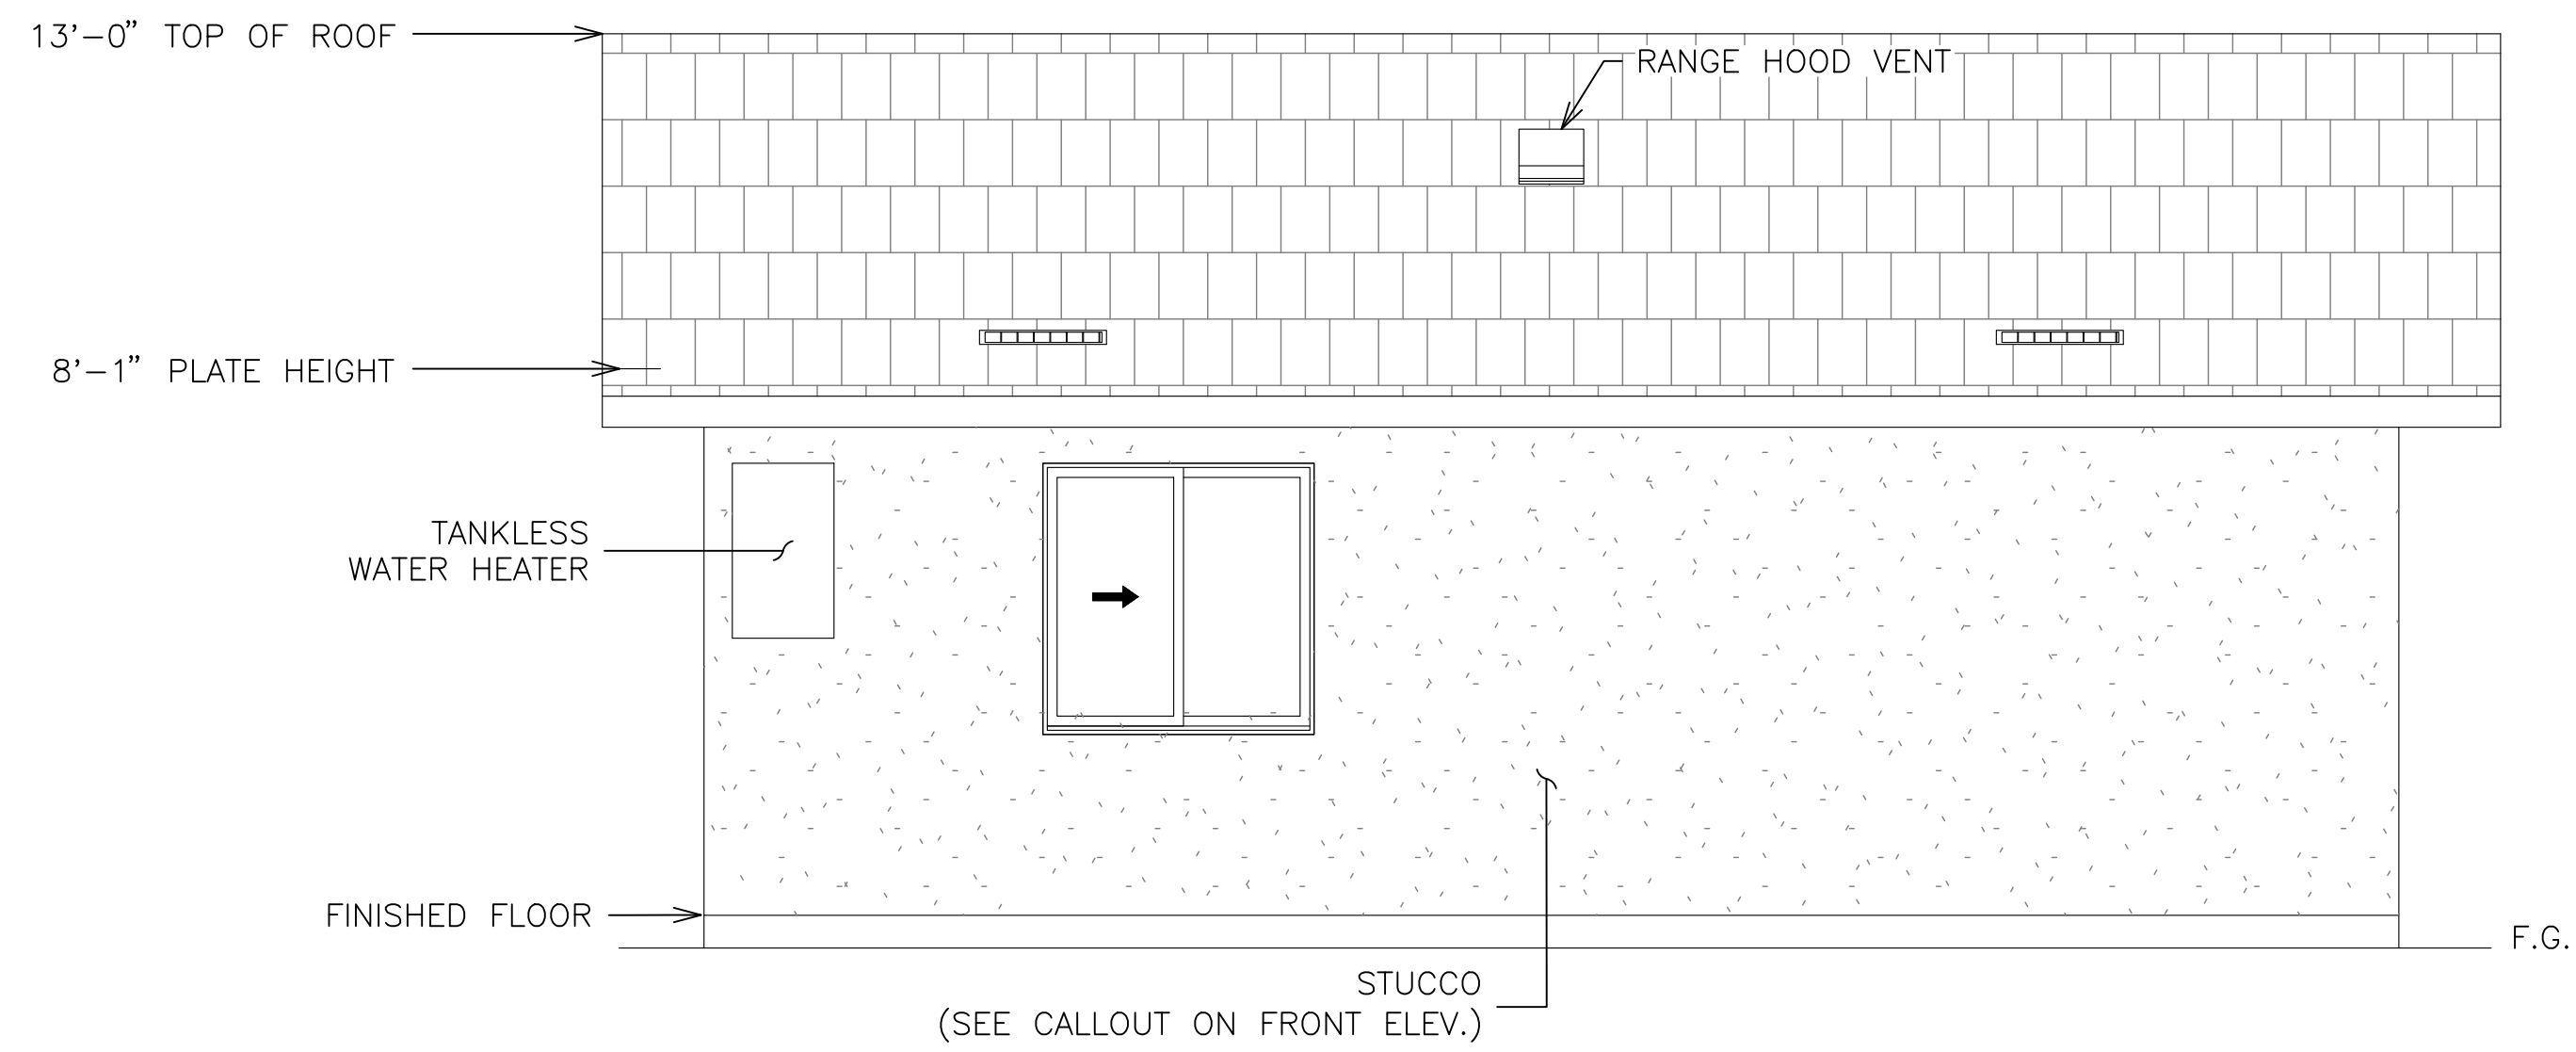 13'-0" TOP OF ROOF
RANGE HOOD VENT
8'-1" PLATE HEIGHT
TANKLESS
WATER HEATER
FINISHED FLOOR
F.G.
STUCCO
(SEE CALLOUT ON FRONT ELEV.)